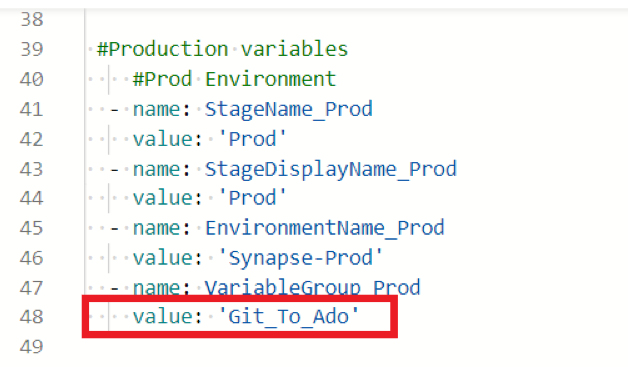 38
39 #Production variables
40 #Prod Environment
41 - name: StageName_Prod
42 value: 'Prod'
43 - name: StageDisplayName_Prod
44 value: 'Prod'
45 - name: EnvironmentName_Prod
46 value: 'Synapse-Prod'
47 - name: VariableGroup_Prod
48 value: 'Git_To_Ado'
49